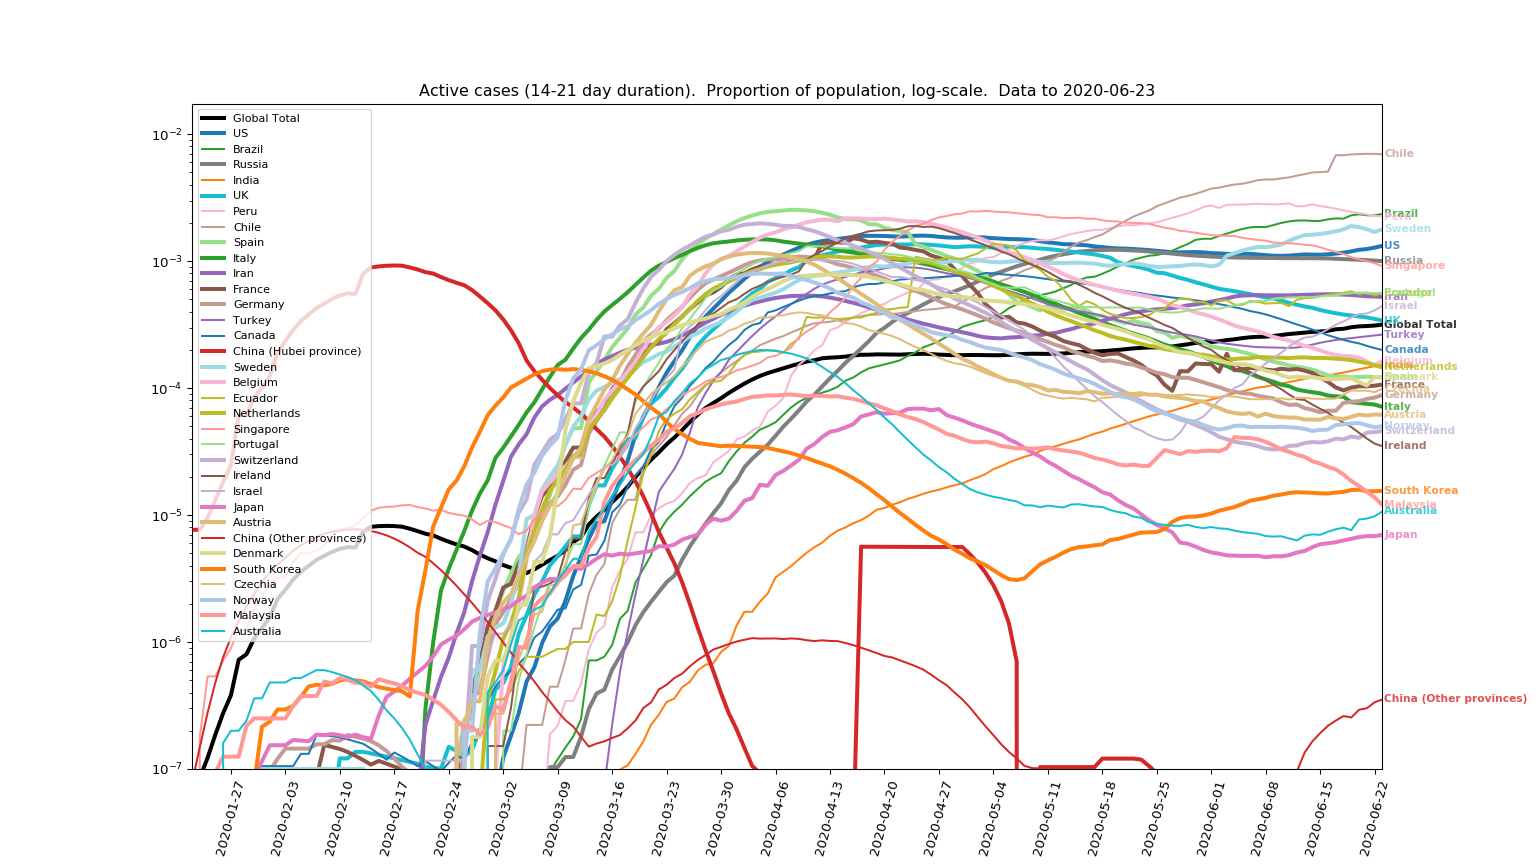 Active cases (14-21 day duration).  Proportion of population, log-scale.  Data to 2020-06-23
10⁻²
10⁻³
10⁻⁴
10⁻⁵
10⁻⁶
10⁻⁷
Global Total
US
Brazil
Russia
India
UK
Peru
Chile
Spain
Italy
Iran
France
Germany
Turkey
Canada
China (Hubei province)
Sweden
Belgium
Ecuador
Netherlands
Singapore
Portugal
Switzerland
Ireland
Israel
Japan
Austria
China (Other provinces)
Denmark
South Korea
Czechia
Norway
Malaysia
Australia
Chile
Brazil
Peru
Sweden
US
Russia
Singapore
Ecuador
Portugal
Iran
Israel
UK
Global Total
Turkey
Canada
Belgium
Netherlands
Spain
Denmark
France
Germany
Italy
Austria
Norway
Switzerland
Ireland
South Korea
Malaysia
Australia
Japan
China (Other provinces)
2020-01-27
2020-02-03
2020-02-10
2020-02-17
2020-02-24
2020-03-02
2020-03-09
2020-03-16
2020-03-23
2020-03-30
2020-04-06
2020-04-13
2020-04-20
2020-04-27
2020-05-04
2020-05-11
2020-05-18
2020-05-25
2020-06-01
2020-06-08
2020-06-15
2020-06-22